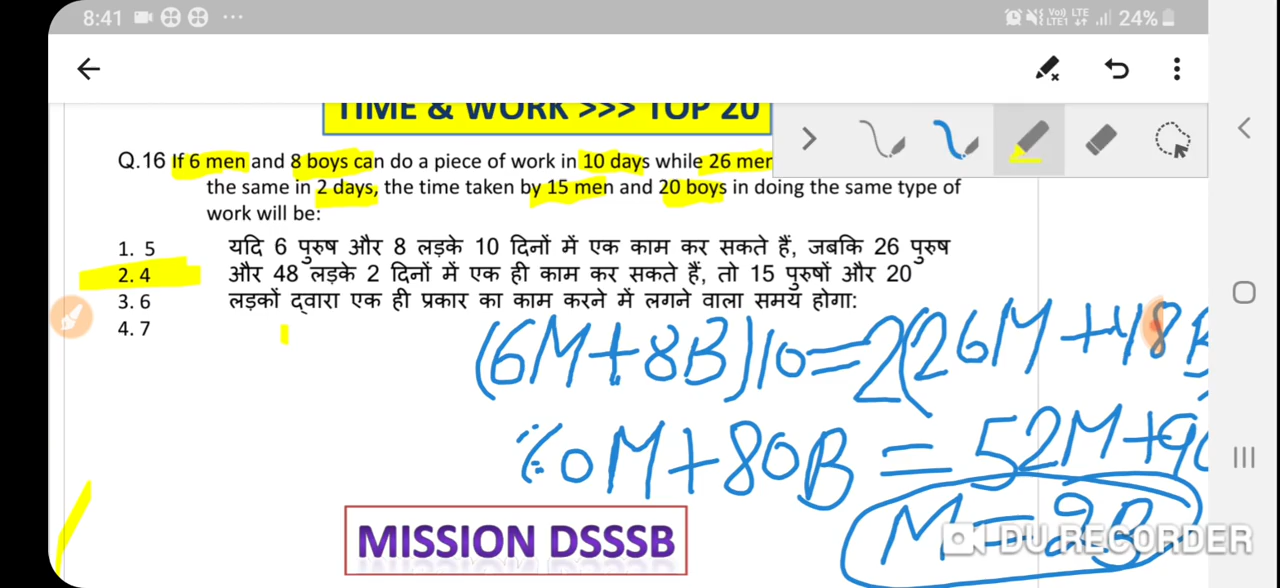 8:41 ... Vo)) LTE LTE1 24%
TIME & WORK >>> TOP 20
Q.16 If 6 men and 8 boys can do a piece of work in 10 days while 26 mer
the same in 2 days, the time taken by 15 men and 20 boys in doing the same type of
work will be:
1. 5 यदि 6 पुरुष और 8 लड़के 10 दिनों में एक काम कर सकते हैं, जबकि 26 पुरुष
2. 4 और 48 लड़के 2 दिनों में एक ही काम कर सकते हैं, तो 15 पुरुषों और 20
3. 6 लड़कों द्वारा एक ही प्रकार का काम करने में लगने वाला समय होगा:
4. 7
(6M+8B)10=2(26M+48B
60M+80B=52M+96
M=2B
MISSION DSSSB
DU RECORDER